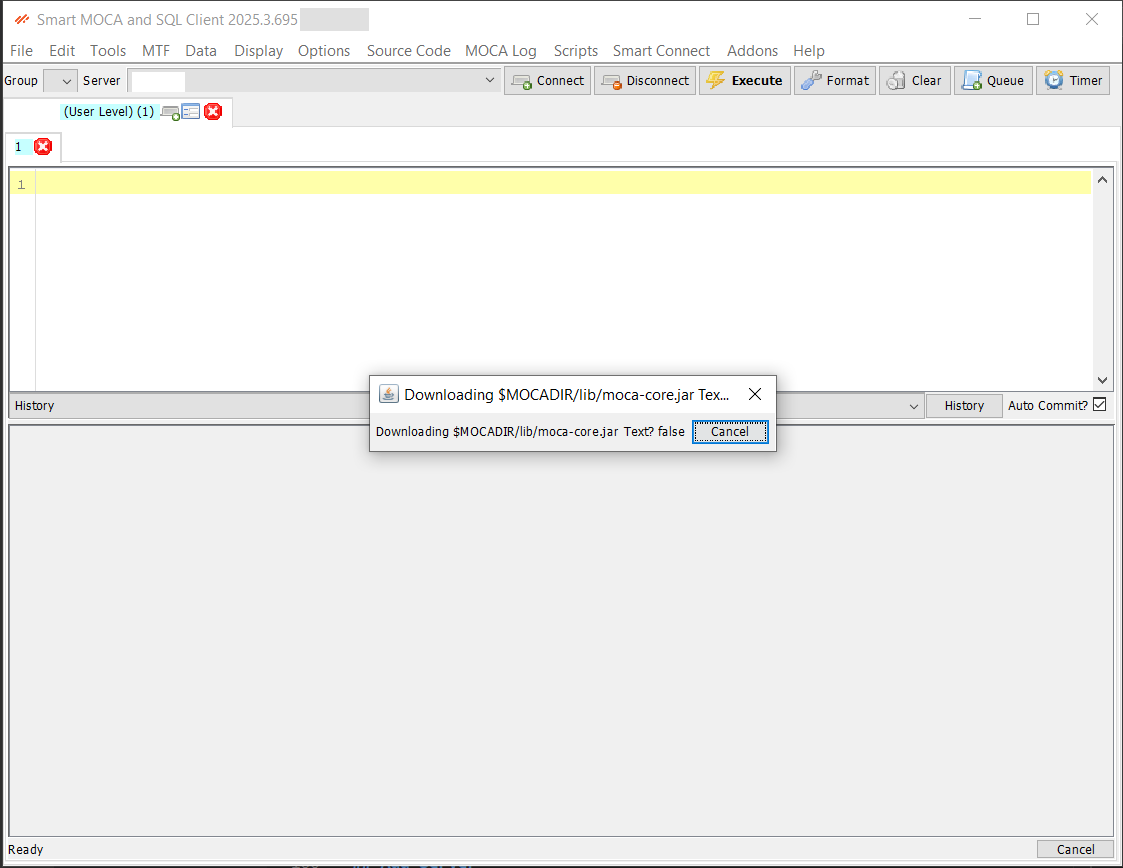 Smart MOCA and SQL Client 2025.3.695
File Edit Tools MTF Data Display Options Source Code MOCA Log Scripts Smart Connect Addons Help
Group Server Connect Disconnect Execute Format Clear Queue Timer
(User Level) (1)
1
1
Downloading $MOCADIR/lib/moca-core.jar Tex...
History History Auto Commit?
Downloading $MOCADIR/lib/moca-core.jar Text? false Cancel
Ready Cancel